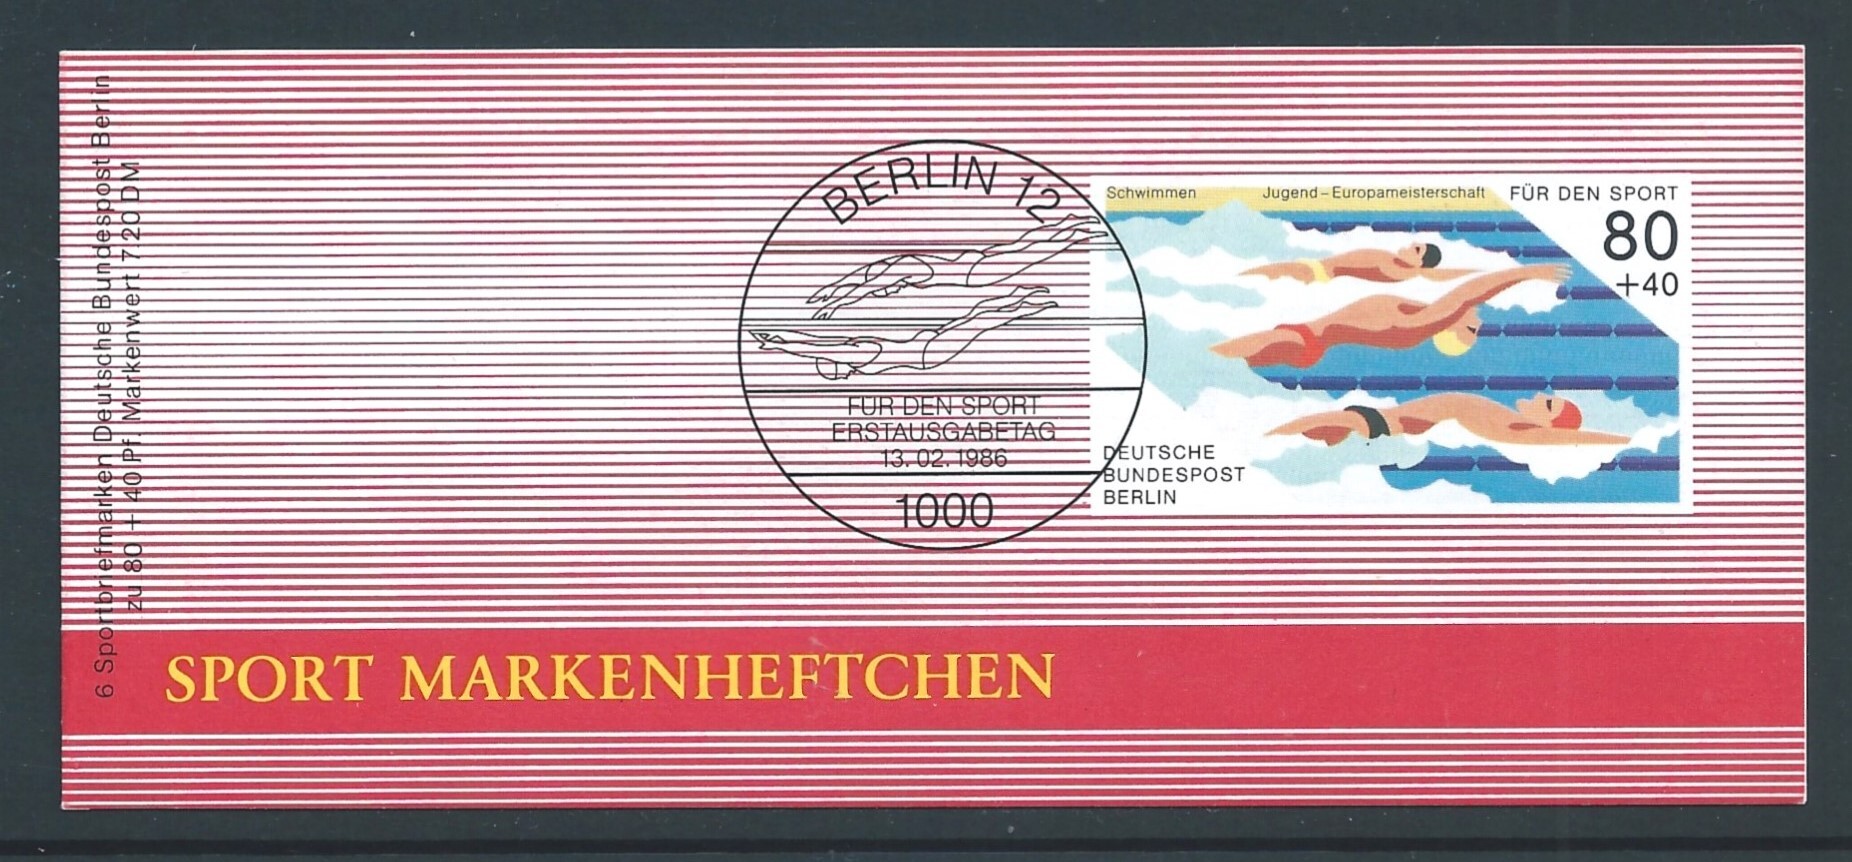 6 Sportbriefmarken Deutsche Bundespost Berlin
zu 80 + 40 Pf. Markenwert 7.20 DM
BERLIN 12
FÜR DEN SPORT
ERSTAUSGABETAG
13.02.1986
1000
Schwimmen Jugend-Europameisterschaft FÜR DEN SPORT
80
+40
DEUTSCHE
BUNDESPOST
BERLIN
SPORT MARKENHEFTCHEN